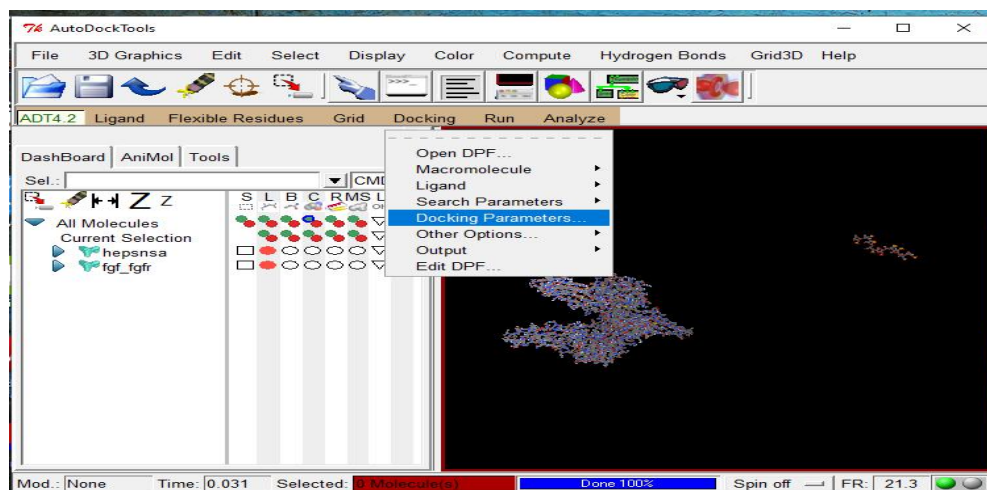 AutoDockTools
File 3D Graphics Edit Select Display Color Compute Hydrogen Bonds Grid3D Help
ADT4.2 Ligand Flexible Residues Grid Docking Run Analyze
DashBoard AniMol Tools
Sel.:
Z Z S L B C RMS L
All Molecules
Current Selection
hepsnsa
fgf_fgfr
Open DPF...
Macromolecule
Ligand
Search Parameters
Docking Parameters...
Other Options...
Output
Edit DPF...
Mod.: None Time: 0.031 Selected: 0 Molecule(s) Done 100% Spin off FR: 21.3